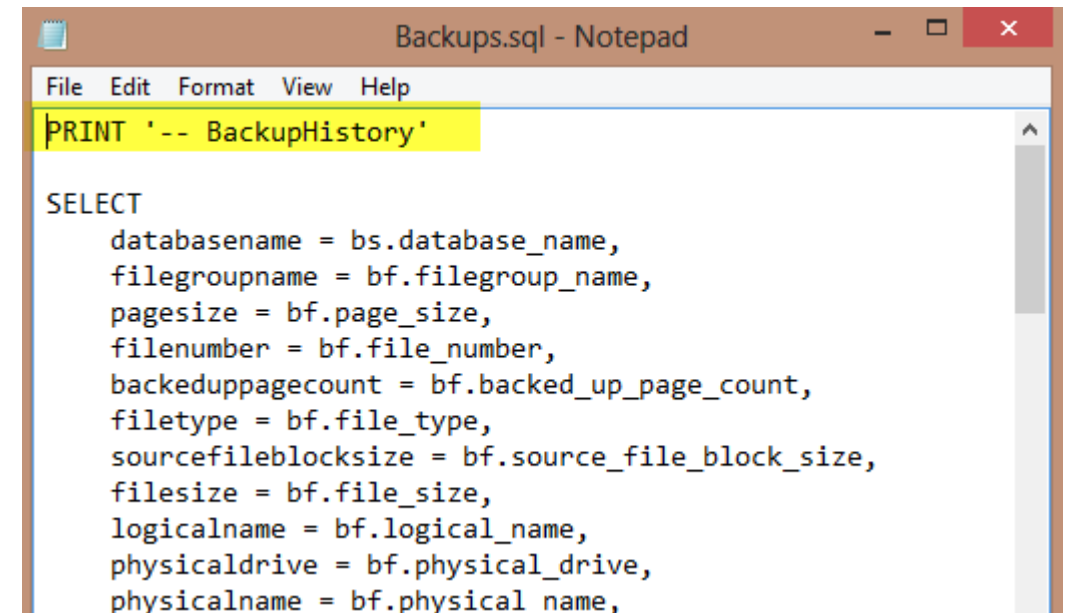 Backups.sql - Notepad
File Edit Format View Help
PRINT '-- BackupHistory'
SELECT
databasename = bs.database_name,
filegroupname = bf.filegroup_name,
pagesize = bf.page_size,
filenumber = bf.file_number,
backeduppagecount = bf.backed_up_page_count,
filetype = bf.file_type,
sourcefileblocksize = bf.source_file_block_size,
filesize = bf.file_size,
logicalname = bf.logical_name,
physicaldrive = bf.physical_drive,
physicalname = bf.physical_name,